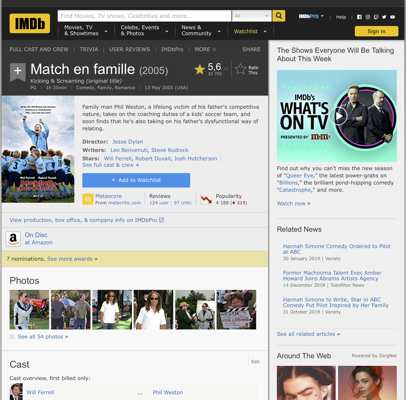 IMDb
Find Movies, TV shows, Celebrities and more...
All
Movies, TV
& Showtimes
Celebs, Events
& Photos
News &
Community
Watchlist
IMDbPro
Help
Sign in
FULL CAST AND CREW | TRIVIA | USER REVIEWS | IMDbPro | MORE
SHARE
Match en famille (2005)
Kicking & Screaming (original title)
PG | 1h 35min | Comedy, Family, Romance | 13 May 2005 (USA)
5,6
/10
Rate
This
Family man Phil Weston, a lifelong victim of his father's competitive
nature, takes on the coaching duties of a kids' soccer team, and
soon finds that he's also taking on his father's dysfunctional way of
relating.
Director: Jesse Dylan
Writers: Leo Benvenuti, Steve Rudnick
Stars: Will Ferrell, Robert Duvall, Josh Hutcherson |
See full cast & crew »
+ Add to Watchlist
Metascore
From metacritic.com
Reviews
124 user | 97 critic
Popularity
4 188
View production, box office, & company info on IMDbPro
On Disc
at Amazon
7 nominations. See more awards »
Photos
See all 54 photos »
Cast
Edit
Cast overview, first billed only:
Will Ferrell ... Phil Weston
The Shows Everyone Will Be Talking
About This Week
IMDb's
WHAT'S
ON TV
PRESENTED BY
Find out why you can't miss the new season
of "Queer Eye," the latest power-grabs on
"Billions," the brilliant pond-hopping comedy
"Catastrophe," and more.
Watch now »
Related News
Hannah Simone Comedy Ordered to Pilot
at ABC
30 January 2019 | Variety
Former Machinima Talent Exec Amber
Howard Joins Abrams Artists Agency
14 December 2018 | Tubefilter News
Hannah Simone to Write, Star in ABC
Comedy Put Pilot Inspired by Her Family
31 October 2018 | Variety
See all related articles »
Around The Web
Powered by ZergNet